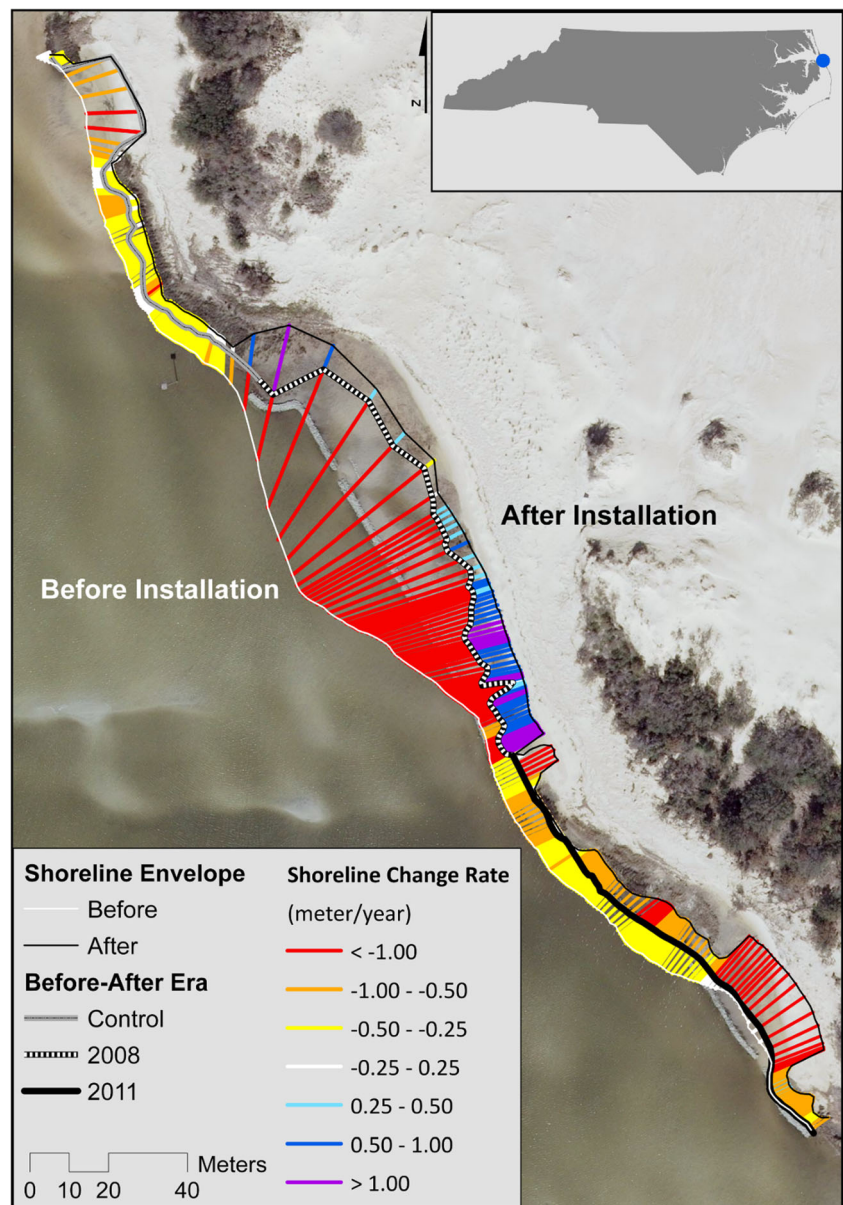 N
Before Installation
After Installation
Shoreline Envelope
Before
After
Before-After Era
Control
2008
2011
Meters
0 10 20 40
Shoreline Change Rate
(meter/year)
< -1.00
-1.00 - -0.50
-0.50 - -0.25
-0.25 - 0.25
0.25 - 0.50
0.50 - 1.00
> 1.00